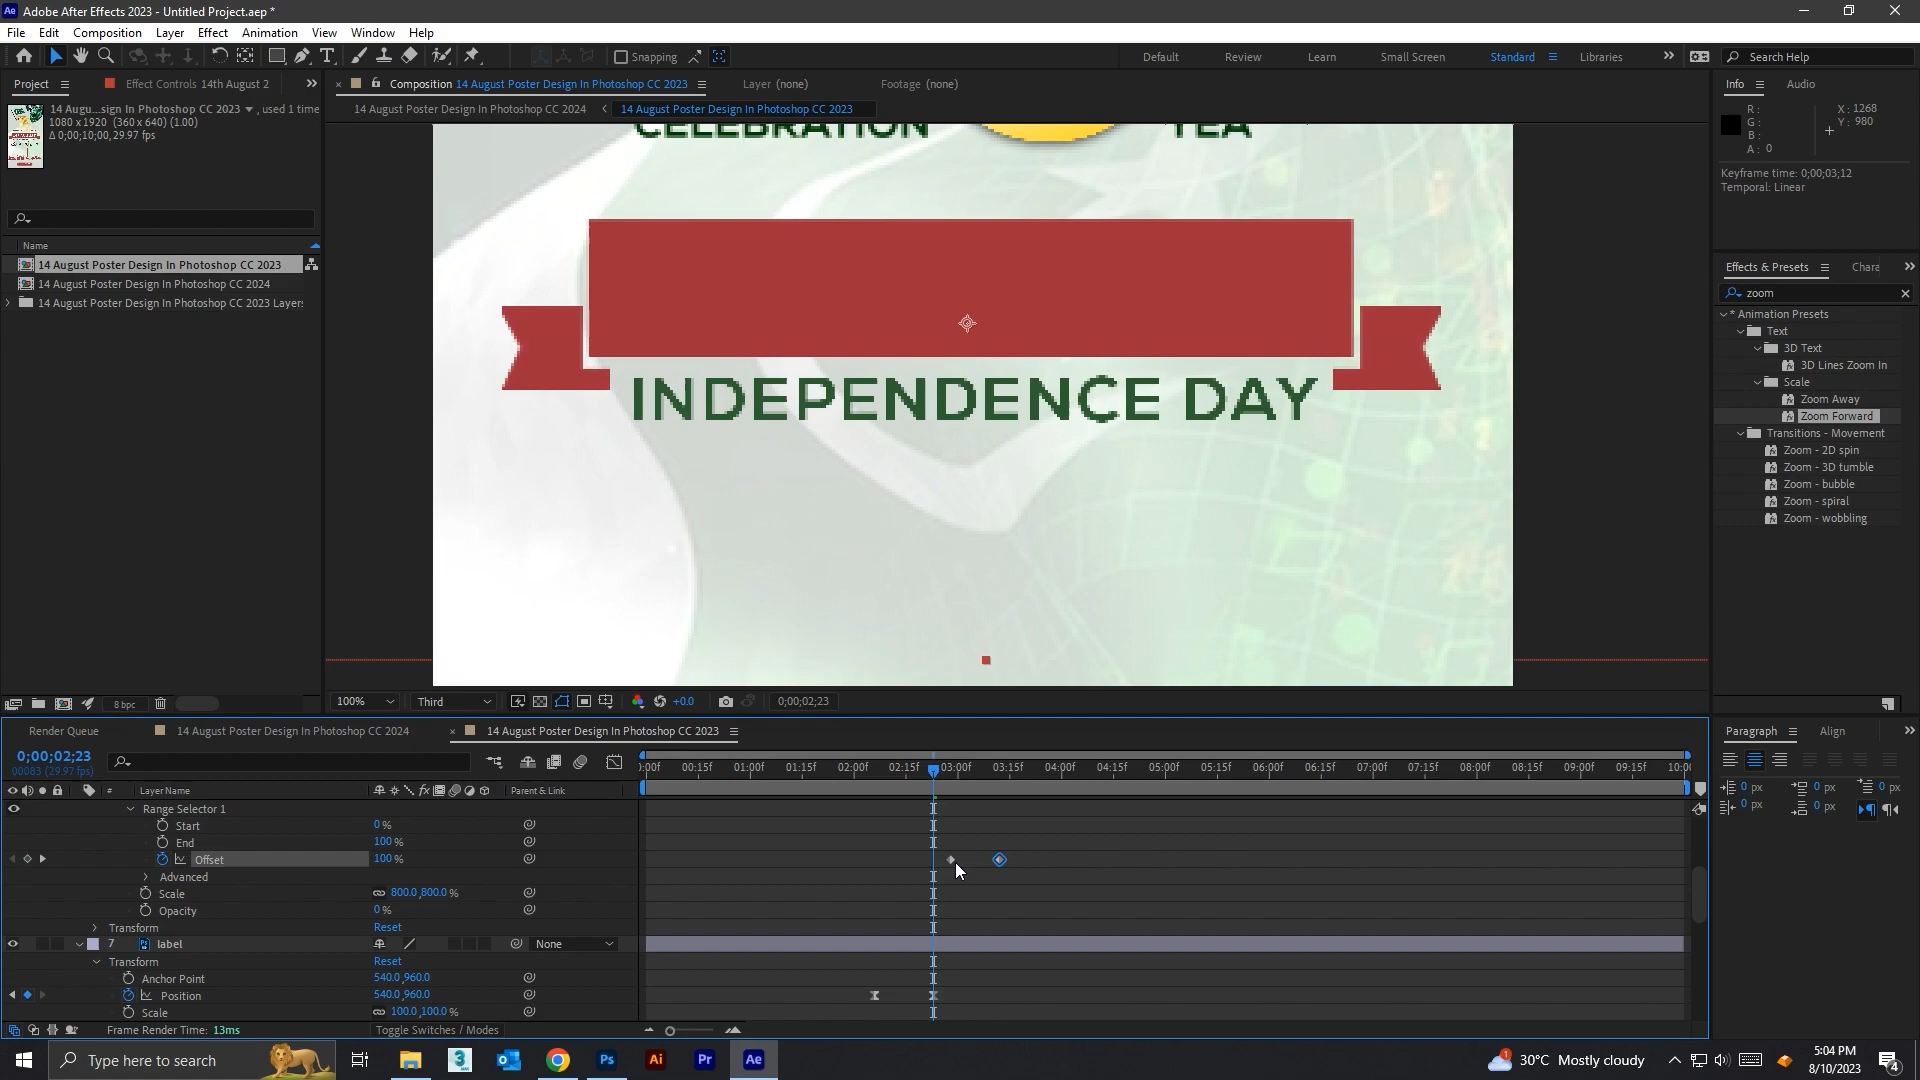 Ae Adobe After Effects 2023 - Untitled Project.aep *
File Edit Composition Layer Effect Animation View Window Help
Snapping
Default Review Learn Small Screen Standard Libraries Search Help
Project Effect Controls 14th August 2
Composition 14 August Poster Design In Photoshop CC 2023 Layer (none) Footage (none)
14 August Poster Design In Photoshop CC 2024 14 August Poster Design In Photoshop CC 2023
14 Augu...sign In Photoshop CC 2023 , used 1 time
1080 x 1920 (360 x 640) (1.00)
Δ 0;00;10;00, 29.97 fps
Name
14 August Poster Design In Photoshop CC 2023
14 August Poster Design In Photoshop CC 2024
14 August Poster Design In Photoshop CC 2023 Layers
8 bpc
CELEBRATION TEA
INDEPENDENCE DAY
100% Third +0.0 0;00;02;23
Info Audio
R :
G :
B :
A : 0
X : 1268
Y : 980
Keyframe time: 0;00;03;12
Temporal: Linear
Effects & Presets Chara
zoom
* Animation Presets
Text
3D Text
3D Lines Zoom In
Scale
Zoom Away
Zoom Forward
Transitions - Movement
Zoom - 2D spin
Zoom - 3D tumble
Zoom - bubble
Zoom - spiral
Zoom - wobbling
Render Queue 14 August Poster Design In Photoshop CC 2024 14 August Poster Design In Photoshop CC 2023
0;00;02;23
00083 (29.97 fps)
:00f 00:15f 01:00f 01:15f 02:00f 02:15f 03:00f 03:15f 04:00f 04:15f 05:00f 05:15f 06:00f 06:15f 07:00f 07:15f 08:00f 08:15f 09:00f 09:15f 10:00
# Layer Name fx Parent & Link
Range Selector 1
Start 0 %
End 100 %
Offset 100 %
Advanced
Scale 800.0,800.0 %
Opacity 0 %
Transform Reset
7 label None
Transform Reset
Anchor Point 540.0,960.0
Position 540.0,960.0
Scale 100.0,100.0 %
Frame Render Time: 13ms Toggle Switches / Modes
Paragraph Align
0 px 0 px 0 px
0 px 0 px
Type here to search
3 Ps Ai Pr Ae
1 30°C Mostly cloudy
5:04 PM
8/10/2023
4